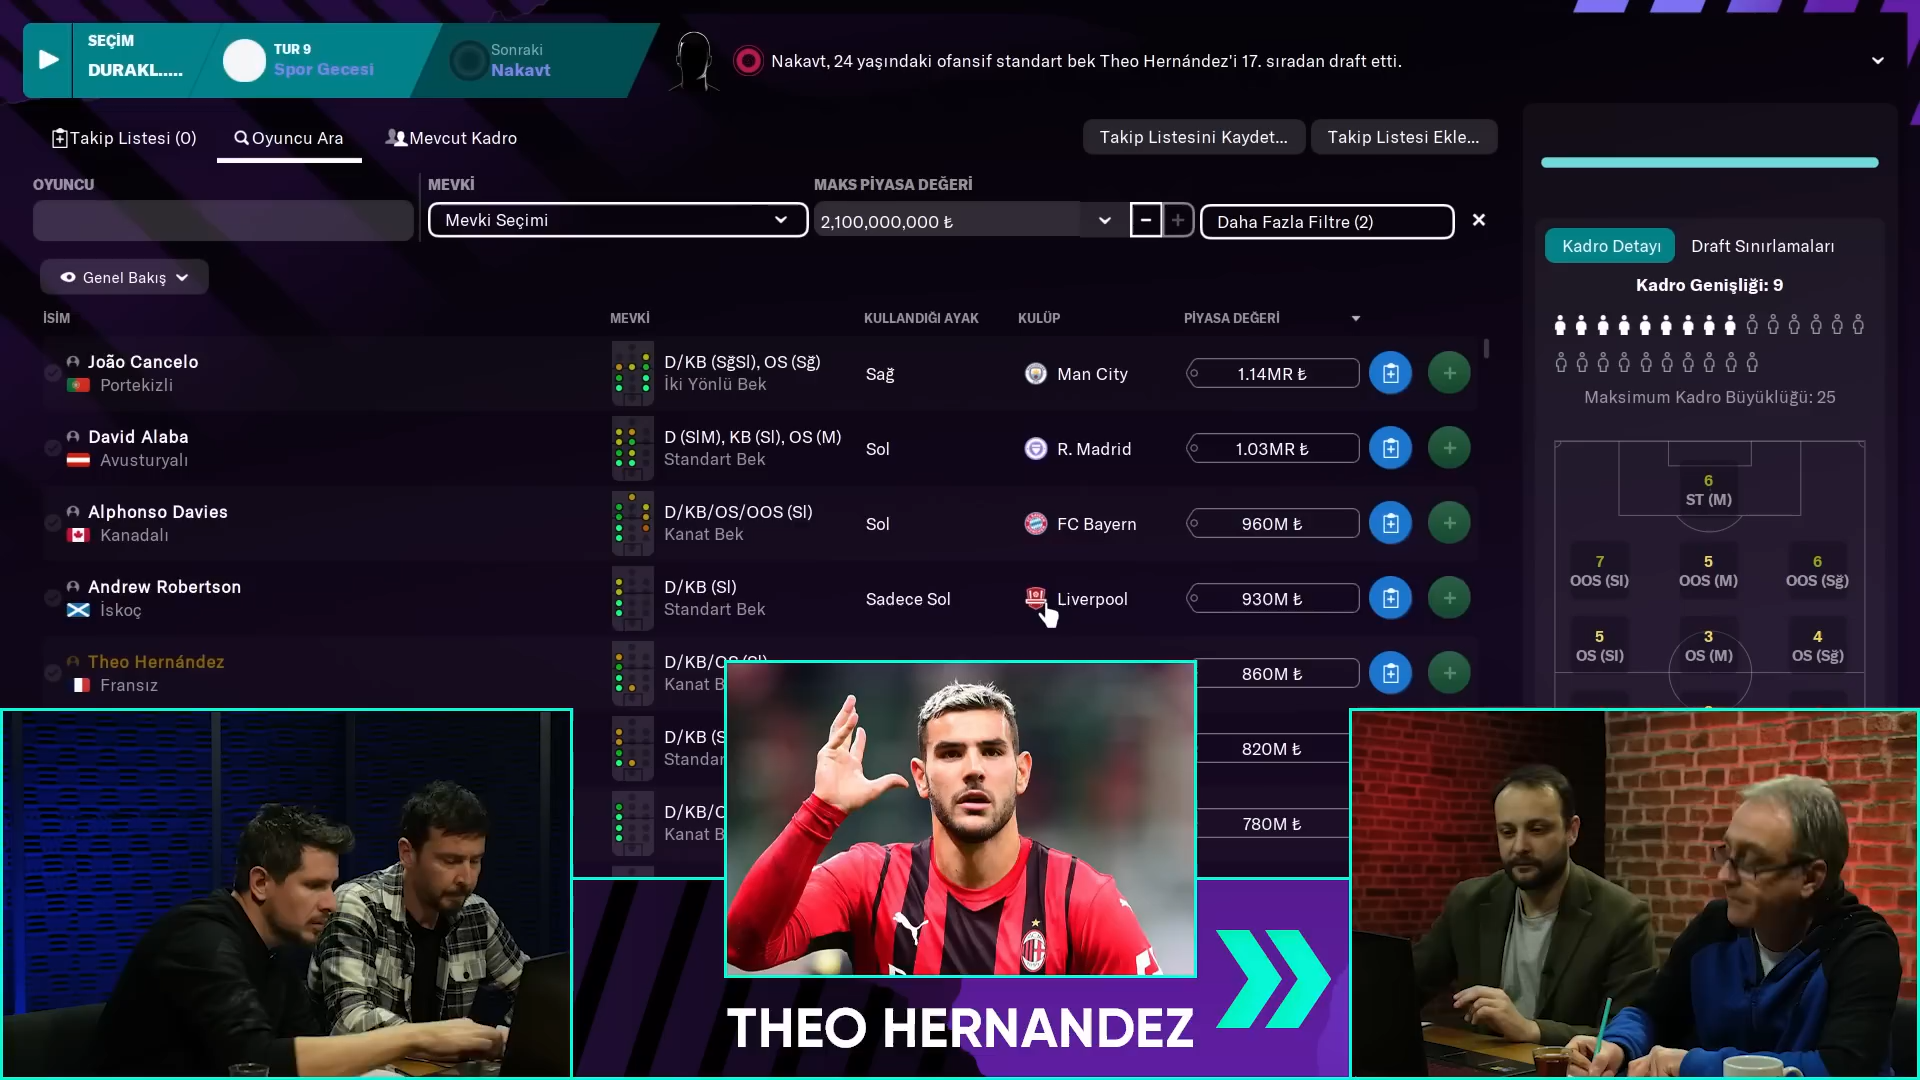 SEÇİM
DURAKL.....
TUR 9
Spor Gecesi
Sonraki
Nakavt
Nakavt, 24 yaşındaki ofansif standart bek Theo Hernández'i 17. sıradan draft etti.
Takip Listesi (0)
Oyuncu Ara
Mevcut Kadro
Takip Listesini Kaydet...
Takip Listesi Ekle...
OYUNCU
MEVKİ
MAKS PİYASA DEĞERİ
Mevki Seçimi
2,100,000,000 ₺
Daha Fazla Filtre (2)
Genel Bakış
Kadro Detayı
Draft Sınırlamaları
Kadro Genişliği: 9
Maksimum Kadro Büyüklüğü: 25
İSİM
MEVKİ
KULLANDIĞI AYAK
KULÜP
PİYASA DEĞERİ
João Cancelo
Portekizli
D/KB (SğSl), OS (Sğ)
İki Yönlü Bek
Sağ
Man City
1.14MR ₺
David Alaba
Avusturyalı
D (SlM), KB (Sl), OS (M)
Standart Bek
Sol
R. Madrid
1.03MR ₺
Alphonso Davies
Kanadalı
D/KB/OS/OOS (Sl)
Kanat Bek
Sol
FC Bayern
960M ₺
Andrew Robertson
İskoç
D/KB (Sl)
Standart Bek
Sadece Sol
Liverpool
930M ₺
Theo Hernández
Fransız
D/KB/OS (Sl)
Kanat B
860M ₺
D/KB (S
Standar
820M ₺
D/KB/O
Kanat B
780M ₺
6
ST (M)
7
OOS (Sl)
5
OOS (M)
6
OOS (Sğ)
5
OS (Sl)
3
OS (M)
4
OS (Sğ)
THEO HERNANDEZ